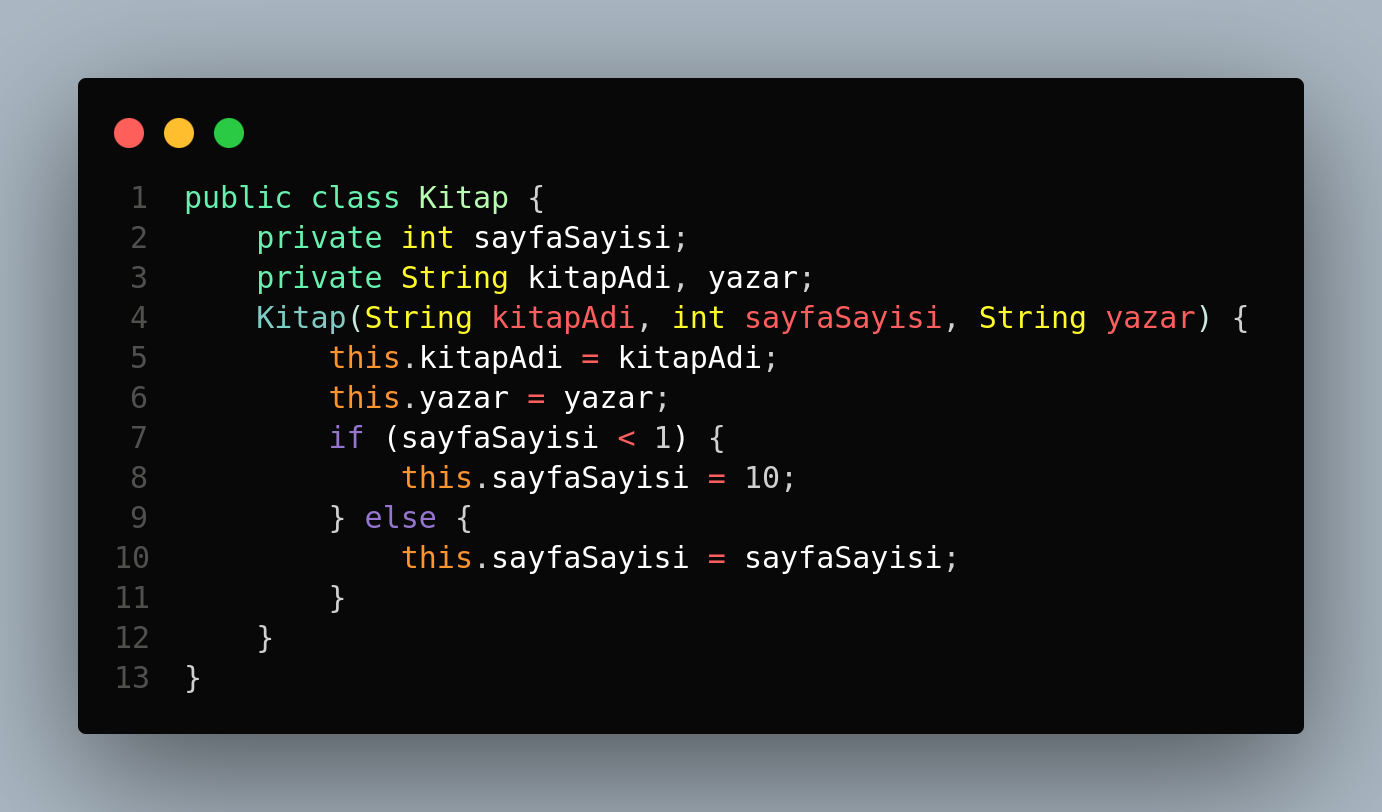 1 public class Kitap {
2     private int sayfaSayisi;
3     private String kitapAdi, yazar;
4     Kitap(String kitapAdi, int sayfaSayisi, String yazar) {
5         this.kitapAdi = kitapAdi;
6         this.yazar = yazar;
7         if (sayfaSayisi < 1) {
8             this.sayfaSayisi = 10;
9         } else {
10             this.sayfaSayisi = sayfaSayisi;
11         }
12     }
13 }